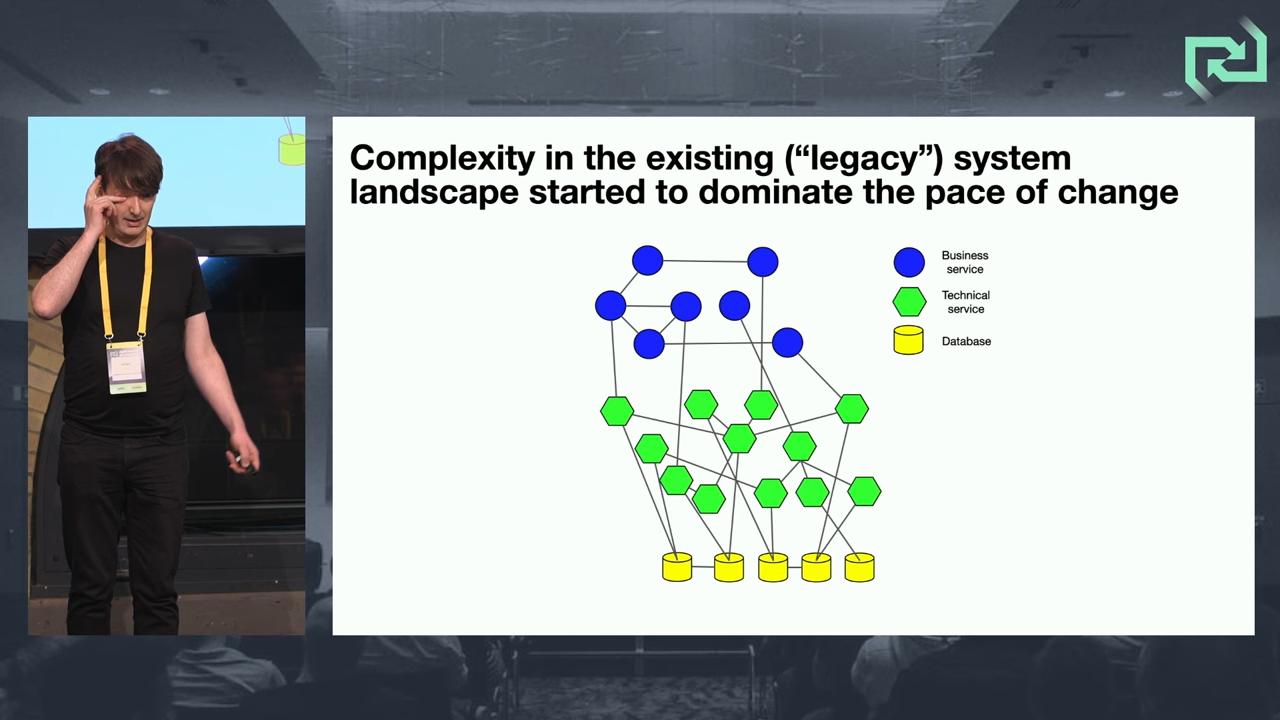 Complexity in the existing (“legacy”) system
landscape started to dominate the pace of change
Business
service
Technical
service
Database